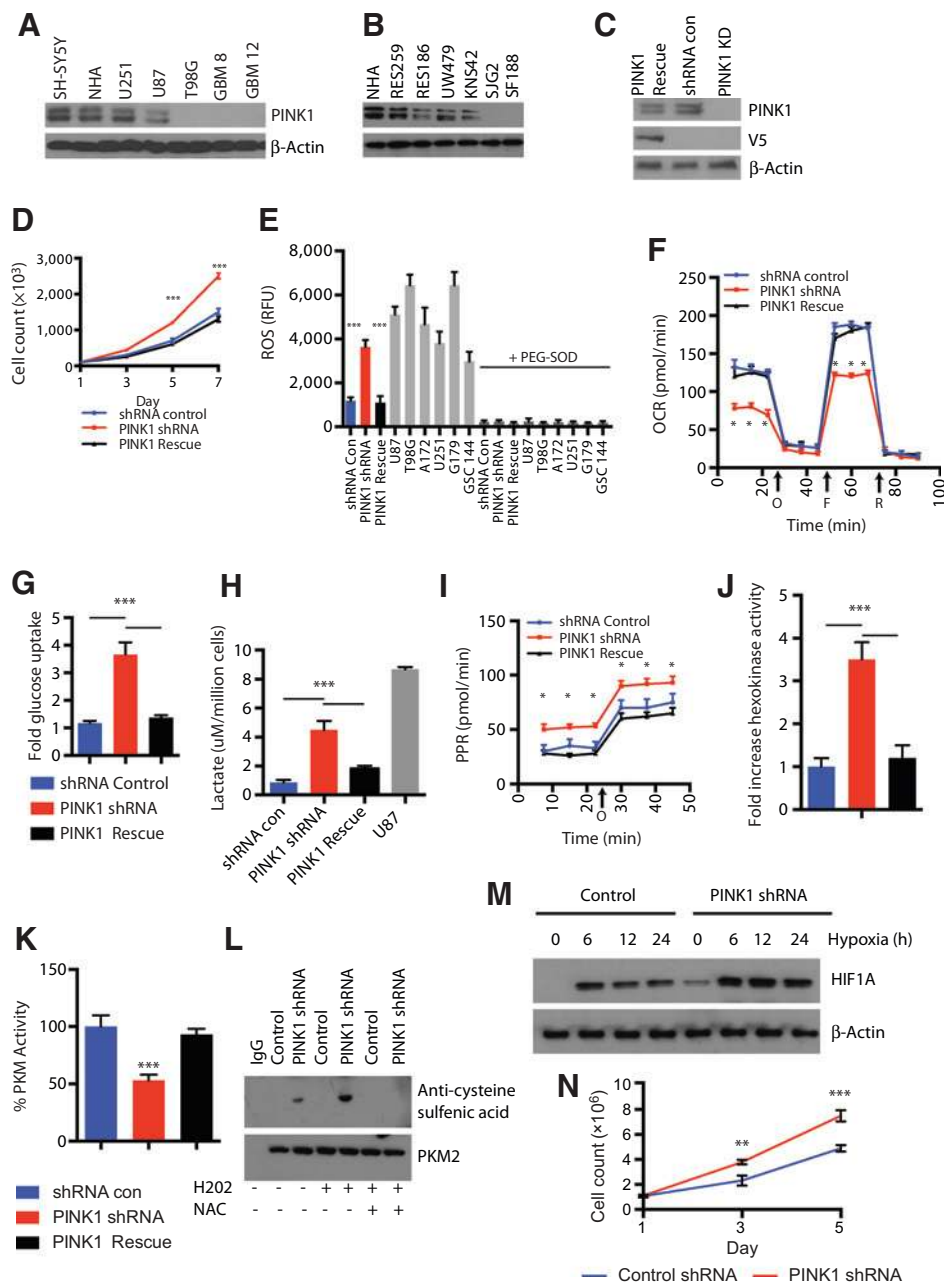 A
SH-SY5Y
NHA
U251
U87
T98G
GBM 8
GBM 12
PINK1
β-Actin
B
NHA
RES259
RES186
UW479
KNS42
SJG2
SF188
C
PINK1
Rescue
shRNA con
PINK1 KD
PINK1
V5
β-Actin
D
Cell count (×10³)
3,000
2,000
1,000
0
1
3
5
7
***
***
Day
shRNA control
PINK1 shRNA
PINK1 Rescue
E
ROS (RFU)
8,000
6,000
4,000
2,000
0
***
***
+ PEG-SOD
shRNA Con
PINK1 shRNA
PINK1 Rescue
U87
T98G
A172
U251
G179
GSC 144
shRNA Con
PINK1 shRNA
PINK1 Rescue
U87
T98G
A172
U251
G179
GSC 144
F
shRNA control
PINK1 shRNA
PINK1 Rescue
OCR (pmol/min)
250
200
150
100
50
0
* * *
* * *
0
20
40
60
80
100
O
F
R
Time (min)
G
Fold glucose uptake
5
4
3
2
1
0
***
shRNA Control
PINK1 shRNA
PINK1 Rescue
H
Lactate (uM/million cells)
10
8
6
4
2
0
***
shRNA con
PINK1 shRNA
PINK1 Rescue
U87
I
shRNA Control
PINK1 shRNA
PINK1 Rescue
PPR (pmol/min)
150
100
50
0
* * *
* * *
0
10
20
30
40
50
O
Time (min)
J
Fold increase hexokinase activity
5
4
3
2
1
0
***
K
% PKM Activity
150
100
50
0
***
shRNA con
PINK1 shRNA
PINK1 Rescue
L
IgG
Control
PINK1 shRNA
Control
PINK1 shRNA
Control
PINK1 shRNA
Anti-cysteine
sulfenic acid
PKM2
H202 - - - + + + +
NAC - - - - - + +
M
Control PINK1 shRNA
0 6 12 24 0 6 12 24 Hypoxia (h)
HIF1A
β-Actin
N
Cell count (×10⁶)
10
8
6
4
2
0
**
***
1
3
5
Day
Control shRNA PINK1 shRNA